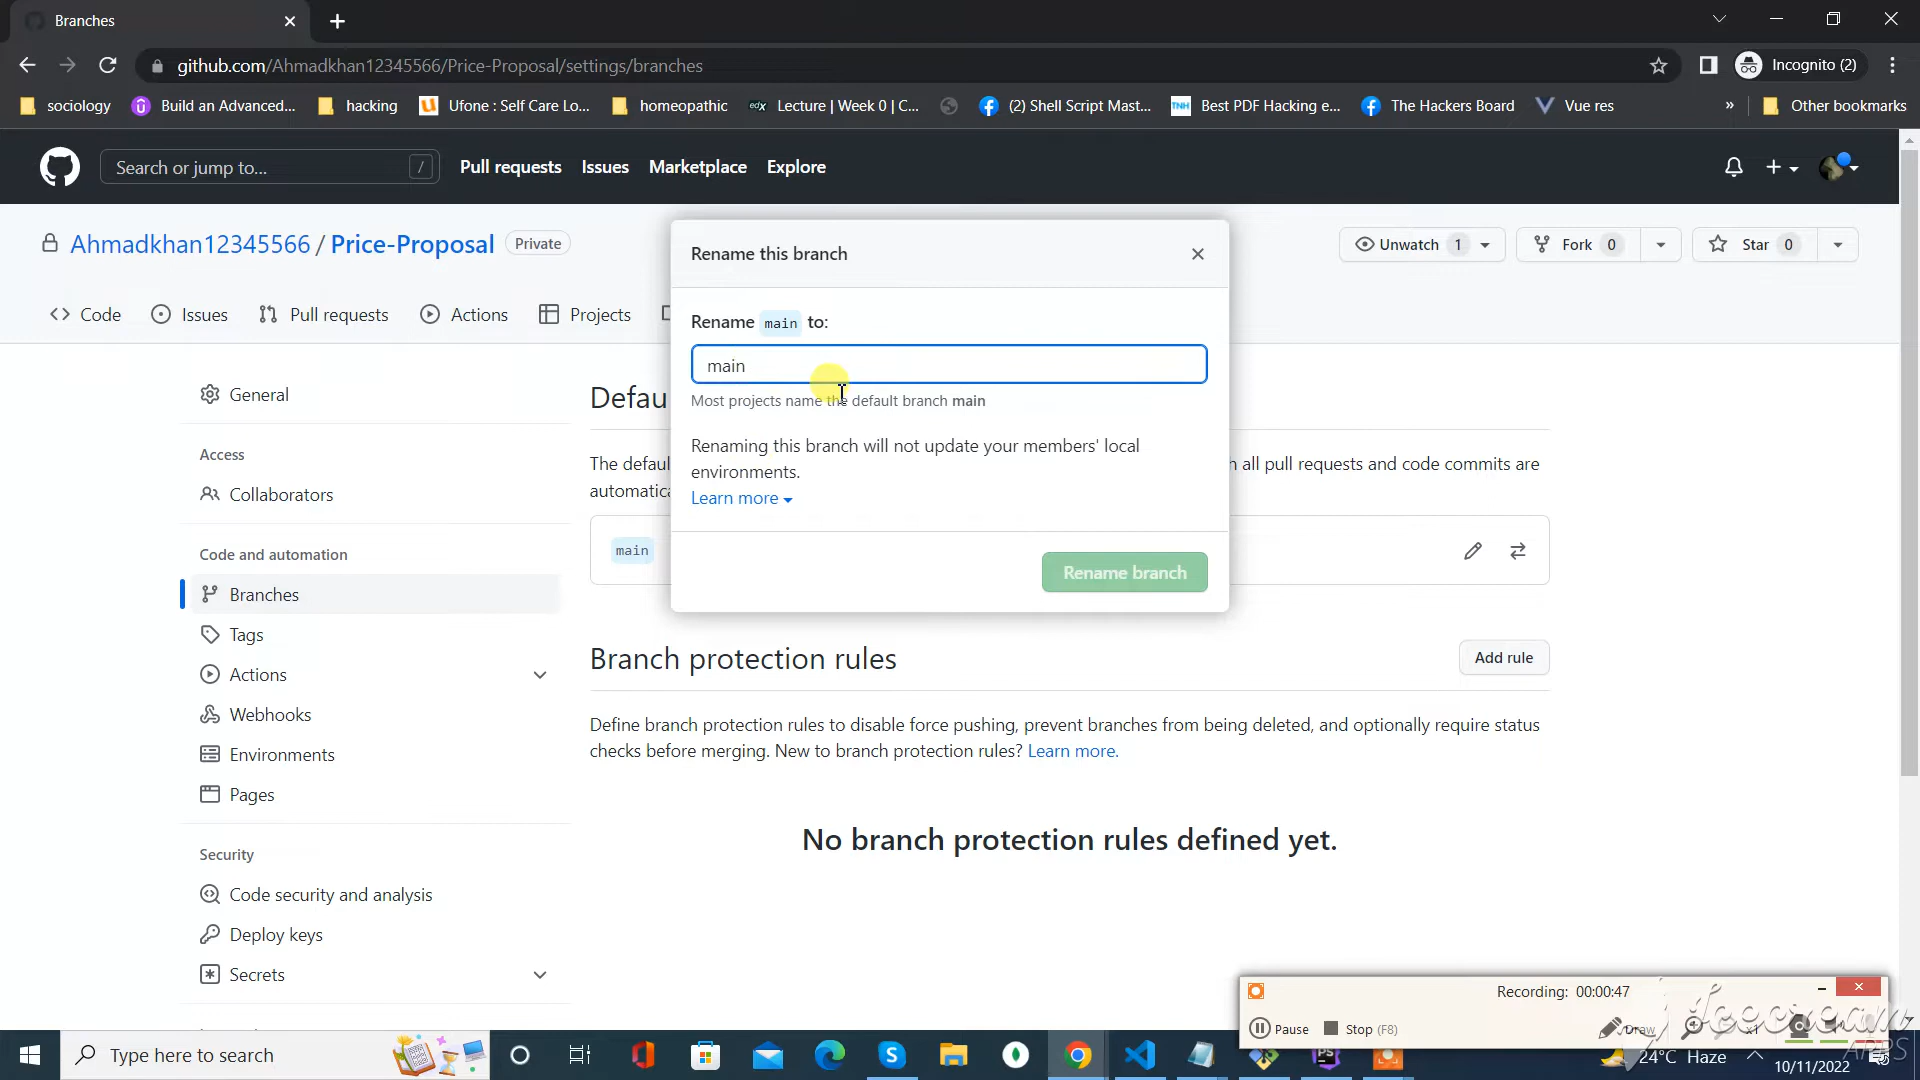 Branches
github.com/Ahmadkhan12345566/Price-Proposal/settings/branches
Incognito (2)
sociology
Build an Advanced...
hacking
Ufone : Self Care Lo...
homeopathic
edx
Lecture | Week 0 | C...
(2) Shell Script Mast...
TNH
Best PDF Hacking e...
The Hackers Board
Vue res
»
Other bookmarks
Search or jump to...
/
Pull requests
Issues
Marketplace
Explore
Ahmadkhan12345566 / Price-Proposal
Private
Unwatch 1
Fork 0
Star 0
Code
Issues
Pull requests
Actions
Projects
Rename this branch
Rename main to:
main
Most projects name the default branch main
Renaming this branch will not update your members' local
environments.
Learn more
Rename branch
General
Access
Collaborators
Code and automation
Branches
Tags
Actions
Webhooks
Environments
Pages
Security
Code security and analysis
Deploy keys
Secrets
Defau
The defau
all pull requests and code commits are
automatica
main
Branch protection rules
Add rule
Define branch protection rules to disable force pushing, prevent branches from being deleted, and optionally require status
checks before merging. New to branch protection rules? Learn more.
No branch protection rules defined yet.
Recording: 00:00:47
Pause
Stop (F8)
Draw
x1
Icecream
APPS
Type here to search
24°C Haze
10/11/2022